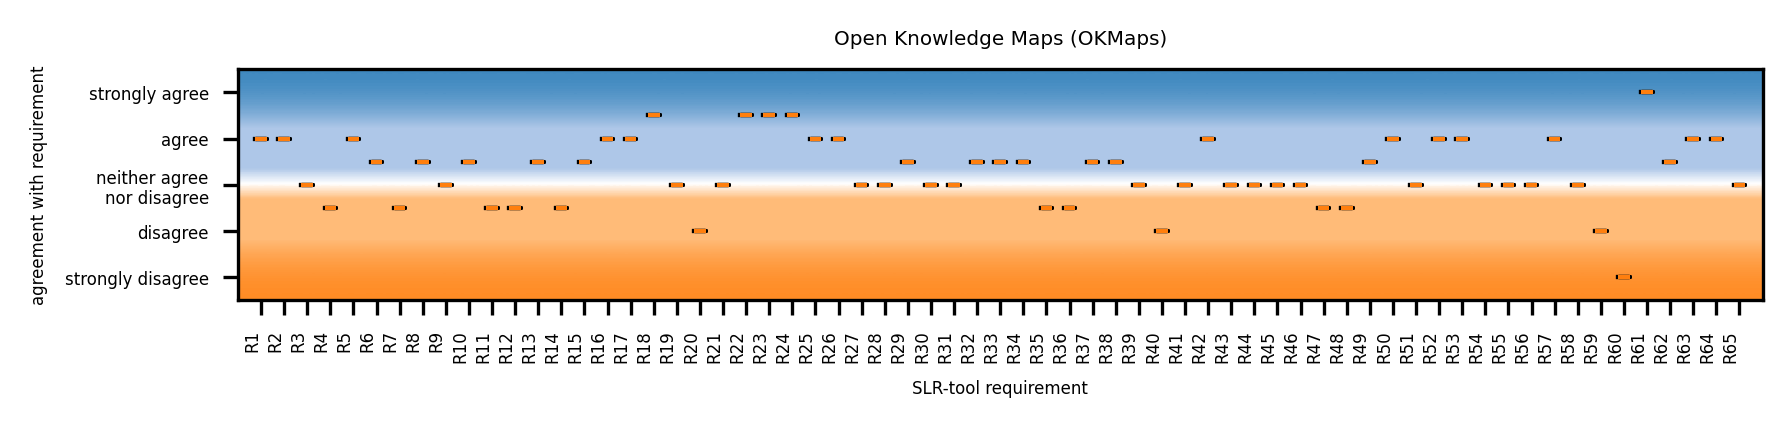 Open Knowledge Maps (OKMaps)
agreement with requirement
strongly agree
agree
neither agree
nor disagree
disagree
strongly disagree
R1 R2 R3 R4 R5 R6 R7 R8 R9 R10 R11 R12 R13 R14 R15 R16 R17 R18 R19 R20 R21 R22 R23 R24 R25 R26 R27 R28 R29 R30 R31 R32 R33 R34 R35 R36 R37 R38 R39 R40 R41 R42 R43 R44 R45 R46 R47 R48 R49 R50 R51 R52 R53 R54 R55 R56 R57 R58 R59 R60 R61 R62 R63 R64 R65
SLR-tool requirement